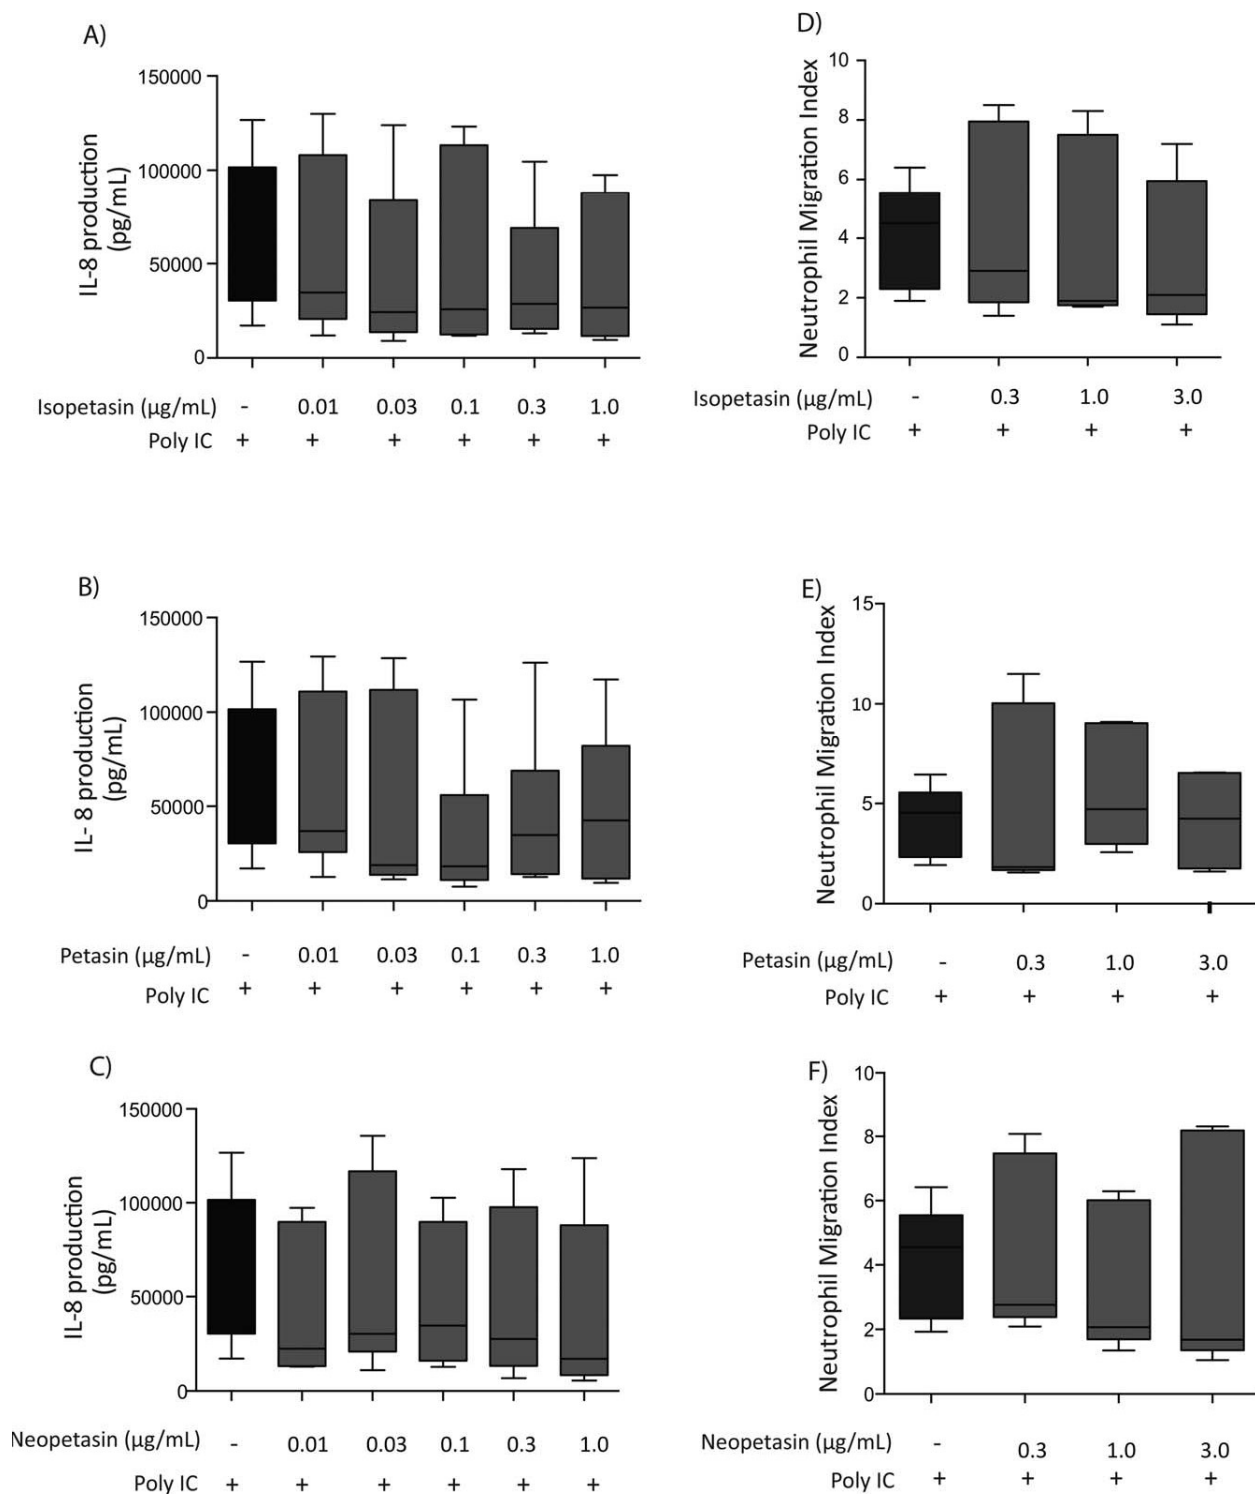 A)
IL-8 production
(pg/mL)
150000
100000
50000
0
Isopetasin (µg/mL) - 0.01 0.03 0.1 0.3 1.0
Poly IC + + + + + +
D)
Neutrophil Migration Index
10
8
6
4
2
0
Isopetasin (µg/mL) - 0.3 1.0 3.0
Poly IC + + + +
B)
IL- 8 production
(pg/mL)
150000
100000
50000
0
Petasin (µg/mL) - 0.01 0.03 0.1 0.3 1.0
Poly IC + + + + + +
E)
Neutrophil Migration Index
15
10
5
0
Petasin (µg/mL) - 0.3 1.0 3.0
Poly IC + + + +
C)
IL-8 production
(pg/mL)
150000
100000
50000
0
Neopetasin (µg/mL) - 0.01 0.03 0.1 0.3 1.0
Poly IC + + + + + +
F)
Neutrophil Migration Index
10
8
6
4
2
0
Neopetasin (µg/mL) - 0.3 1.0 3.0
Poly IC + + + +